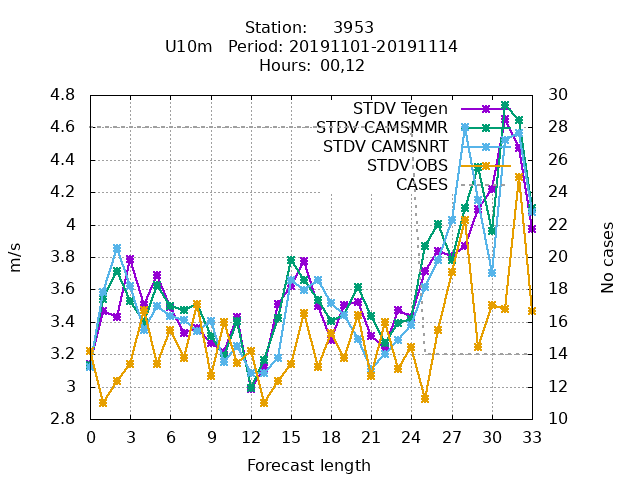 Station: 3953
U10m Period: 20191101-20191114
Hours: 00,12
STDV Tegen
STDV CAMSMMR
STDV CAMSNRT
STDV OBS
CASES
4.8
4.6
4.4
4.2
4
3.8
3.6
3.4
3.2
3
2.8
m/s
30
28
26
24
22
20
18
16
14
12
10
No cases
0 3 6 9 12 15 18 21 24 27 30 33
Forecast length